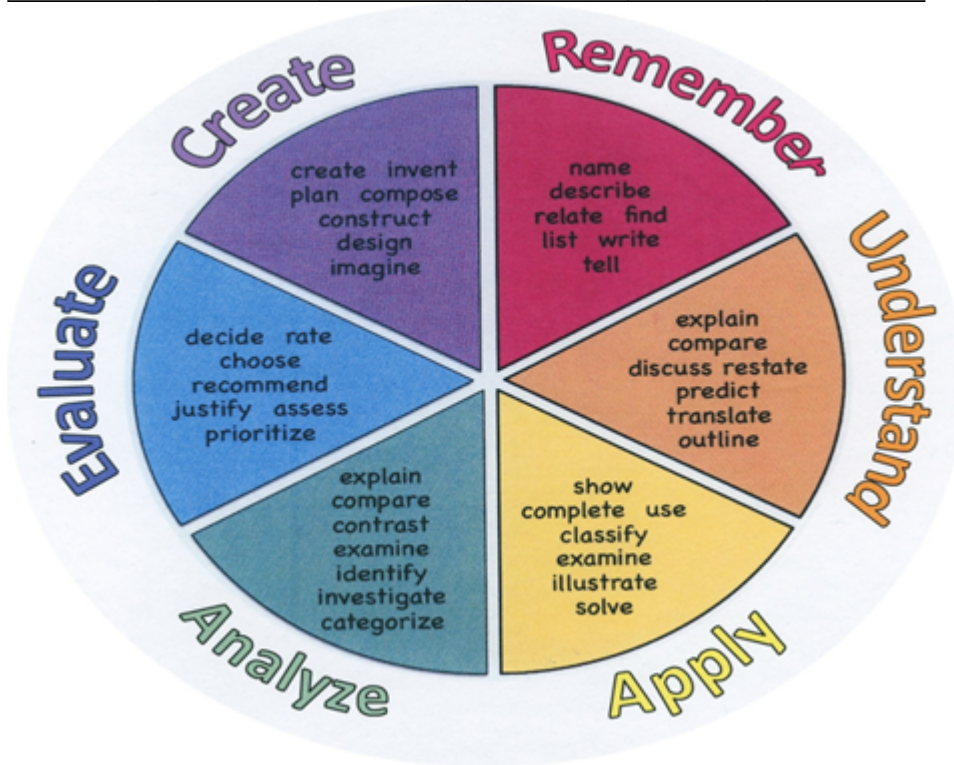 Create
create invent
plan compose
construct
design
imagine
Remember
name
describe
relate find
list write
tell
Understand
explain
compare
discuss restate
predict
translate
outline
Apply
show
complete use
classify
examine
illustrate
solve
Analyze
explain
compare
contrast
examine
identify
investigate
categorize
Evaluate
decide rate
choose
recommend
justify assess
prioritize